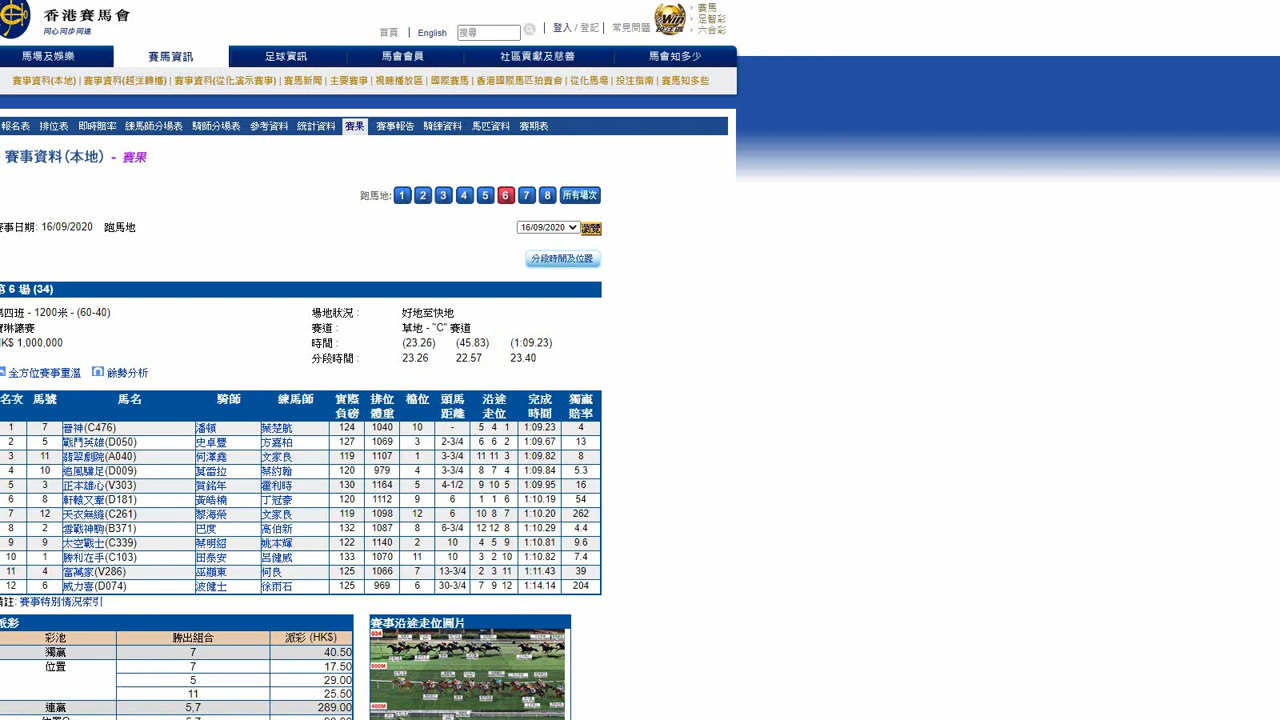 香港賽馬會
同心同步同進
首頁 | English 搜尋 | 登入 / 登記 | 常見問題
Win
賽馬
足智彩
六合彩
馬場及娛樂 賽馬資訊 足球資訊 馬會會員 社區貢獻及慈善 馬會知多少
賽事資料(本地) | 賽事資料(越洋轉播) | 賽事資料(從化演示賽事) | 賽馬新聞 | 主要賽事 | 視聽播放區 | 國際賽馬 | 香港國際馬匹拍賣會 | 從化馬場 | 投注指南 | 賽馬知多些
報名表 排位表 即時賠率 練馬師分場表 騎師分場表 參考資料 統計資料 賽果 賽事報告 騎練資料 馬匹資料 賽期表
賽事資料(本地) - 賽果
跑馬地: 1 2 3 4 5 6 7 8 所有場次
賽事日期: 16/09/2020 跑馬地 16/09/2020 瀏覽
分段時間及位置
第 6 場 (34)
第四班 - 1200米 - (60-40) 場地狀況 : 好地至快地
寶琳讓賽 賽道 : 草地 - "C" 賽道
HK$ 1,000,000 時間 : (23.26) (45.83) (1:09.23)
分段時間 : 23.26 22.57 23.40
全方位賽事重溫 餘勢分析
名次 馬號 馬名 騎師 練馬師 實際負磅 排位體重 檔位 頭馬距離 沿途走位 完成時間 獨贏賠率
1 7 晉神(C476) 潘頓 葉楚航 124 1040 10 - 5 4 1 1:09.23 4
2 5 戰鬥英雄(D050) 史卓豐 方嘉柏 127 1069 3 2-3/4 6 6 2 1:09.67 13
3 11 翡翠劇院(A040) 何澤堯 文家良 119 1107 1 3-3/4 11 11 3 1:09.82 8
4 10 追風驥足(D009) 莫雷拉 蔡約翰 120 979 4 3-3/4 8 7 4 1:09.84 5.3
5 3 正本雄心(V303) 賀銘年 霍利時 130 1164 5 4-1/2 9 10 5 1:09.95 16
6 8 軒轅又奪(D181) 黃皓楠 丁冠豪 120 1112 9 6 1 1 6 1:10.19 54
7 12 天衣無縫(C261) 黎海榮 文家良 119 1098 12 6 10 8 7 1:10.20 262
8 2 雪戰神駒(B371) 巴度 高伯新 132 1087 8 6-3/4 12 12 8 1:10.29 4.4
9 9 太空戰士(C339) 蔡明紹 姚本輝 122 1140 2 10 4 5 9 1:10.81 9.6
10 1 勝利在手(C103) 田泰安 呂健威 133 1070 11 10 3 2 10 1:10.82 7.4
11 4 富萬家(V286) 巫顯東 何良 125 1066 7 13-3/4 2 3 11 1:11.43 39
12 6 威力喜(D074) 波健士 徐雨石 125 969 6 30-3/4 7 9 12 1:14.14 204
備註: 賽事特別情況索引
派彩 賽事沿途走位圖片
彩池 勝出組合 派彩 (HK$)
獨贏 7 40.50
位置 7 17.50
5 29.00
11 25.50
連贏 5,7 289.00
800M
400M